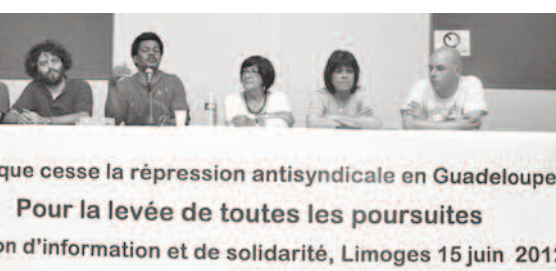 que cesse la répression antisyndicale en Guadeloupe
Pour la levée de toutes les poursuites
d'information et de solidarité, Limoges 15 juin